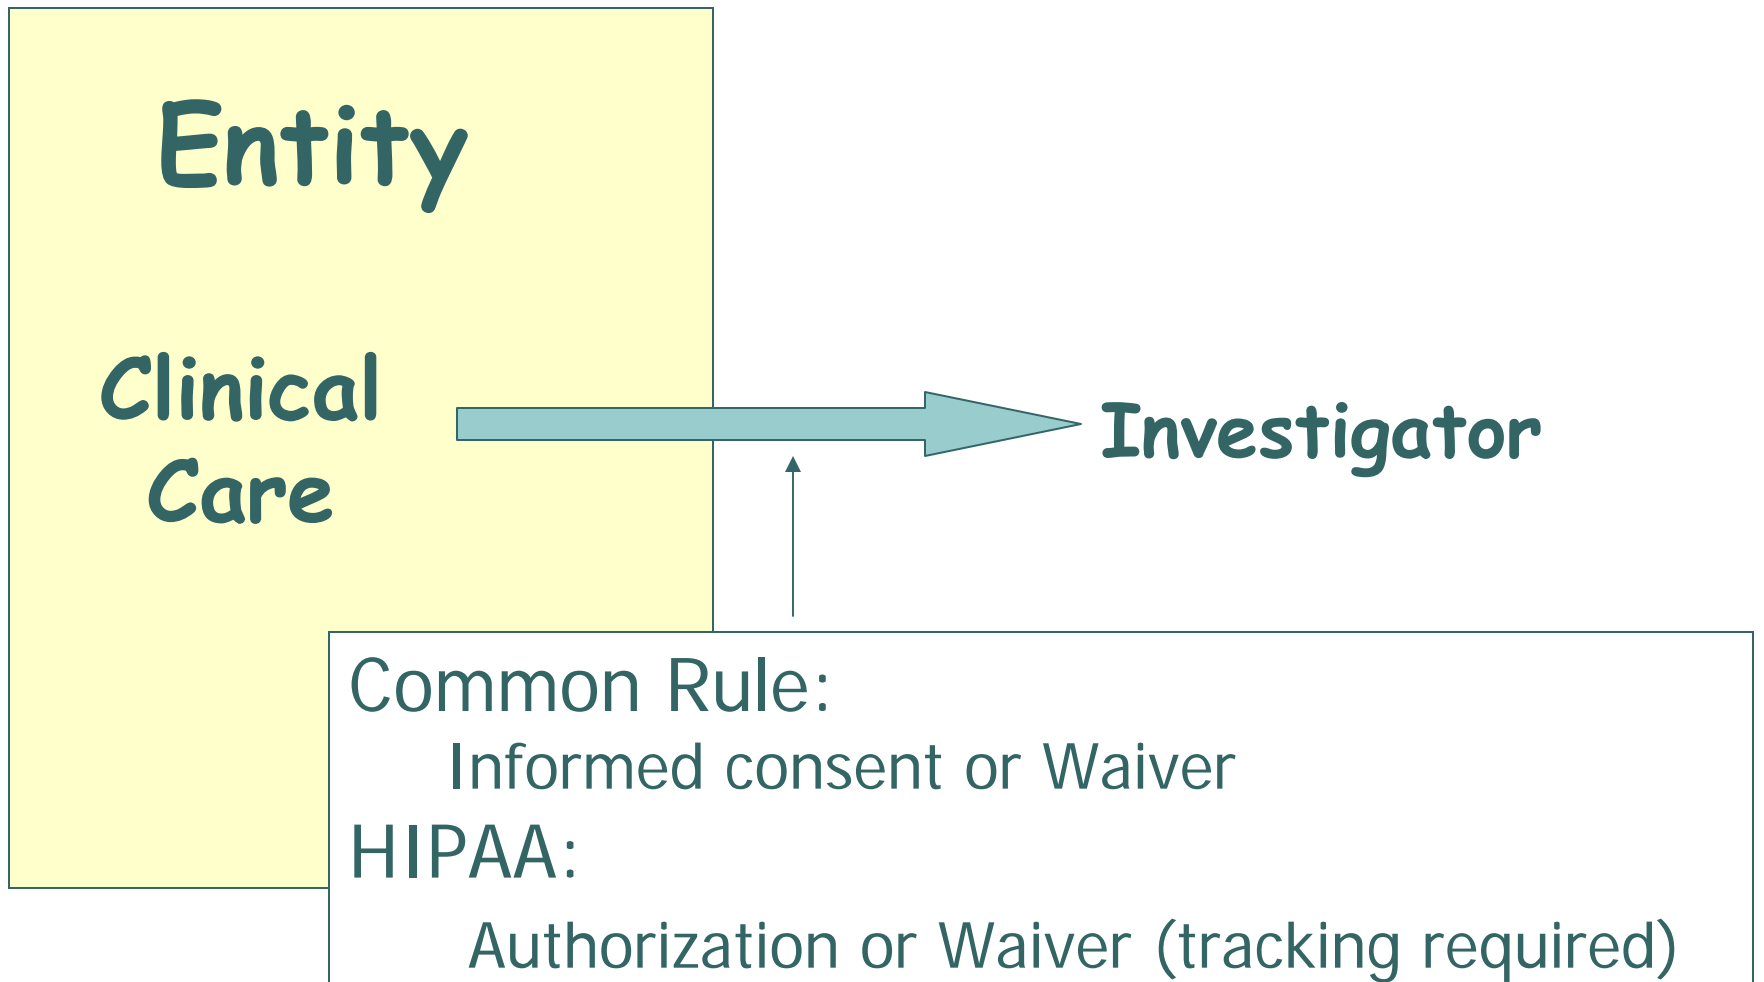 Entity
Clinical
Care
Investigator
Common Rule:
Informed consent or Waiver
HIPAA:
Authorization or Waiver (tracking required)